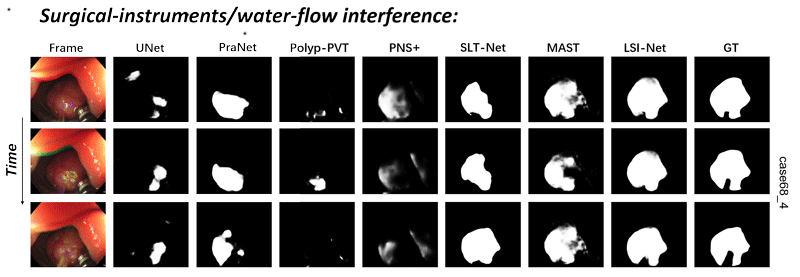 * Surgical-instruments/water-flow interference:
*
Frame UNet PraNet Polyp-PVT PNS+ SLT-Net MAST LSI-Net GT
Time
case68_4